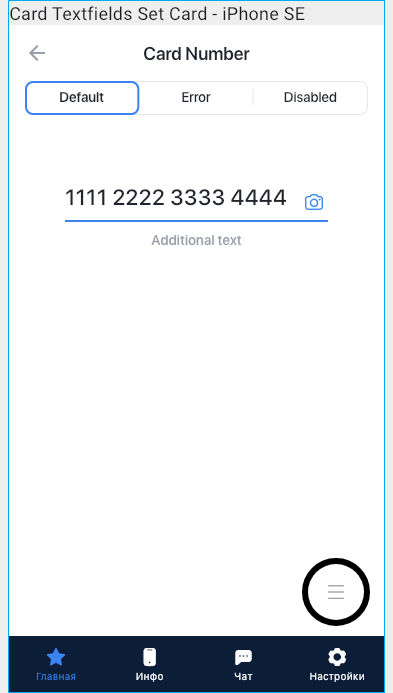 Card Textfields Set Card - iPhone SE
Card Number
Default Error Disabled
1111 2222 3333 4444
Additional text
Главная Инфо Чат Настройки